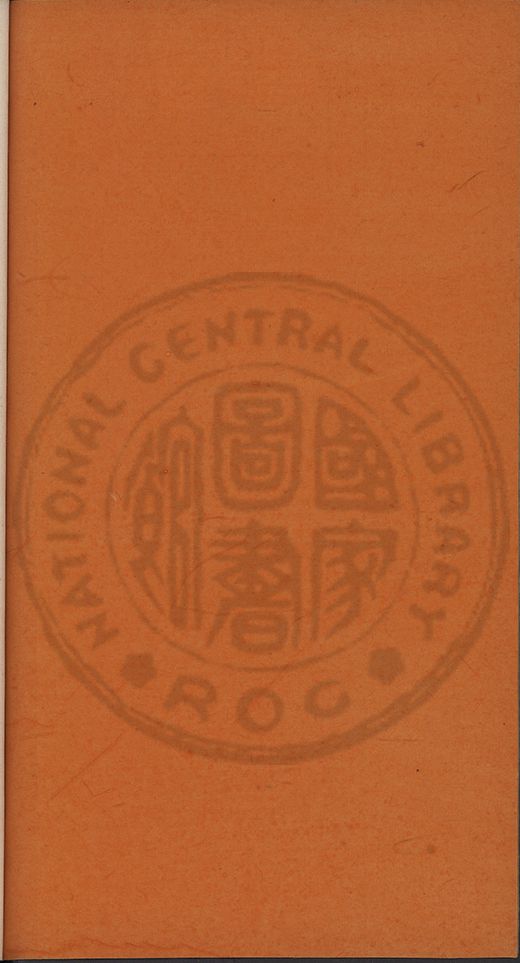 NATIONAL CENTRAL LIBRARY
國家
圖書
館
ROC